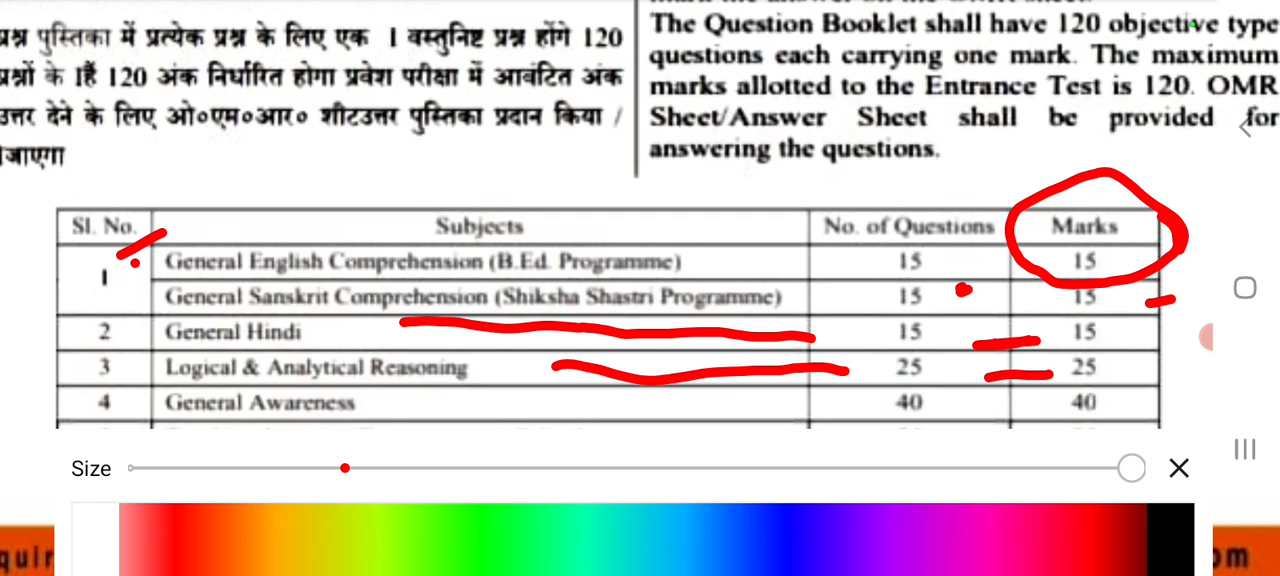 प्रश्न पुस्तिका में प्रत्येक प्रश्न के लिए एक 1 वस्तुनिष्ट प्रश्न होंगे 120
प्रश्नों के 1हैं 120 अंक निर्धारित होगा प्रवेश परीक्षा में आवंटित अंक
उत्तर देने के लिए ओ०एम०आर० शीटउत्तर पुस्तिका प्रदान किया /
जाएगा
The Question Booklet shall have 120 objective type
questions each carrying one mark. The maximum
marks allotted to the Entrance Test is 120. OMR
Sheet/Answer Sheet shall be provided for
answering the questions.
Sl. No. Subjects No. of Questions Marks
1 General English Comprehension (B.Ed. Programme) 15 15
General Sanskrit Comprehension (Shiksha Shastri Programme) 15 15
2 General Hindi 15 15
3 Logical & Analytical Reasoning 25 25
4 General Awareness 40 40
Size